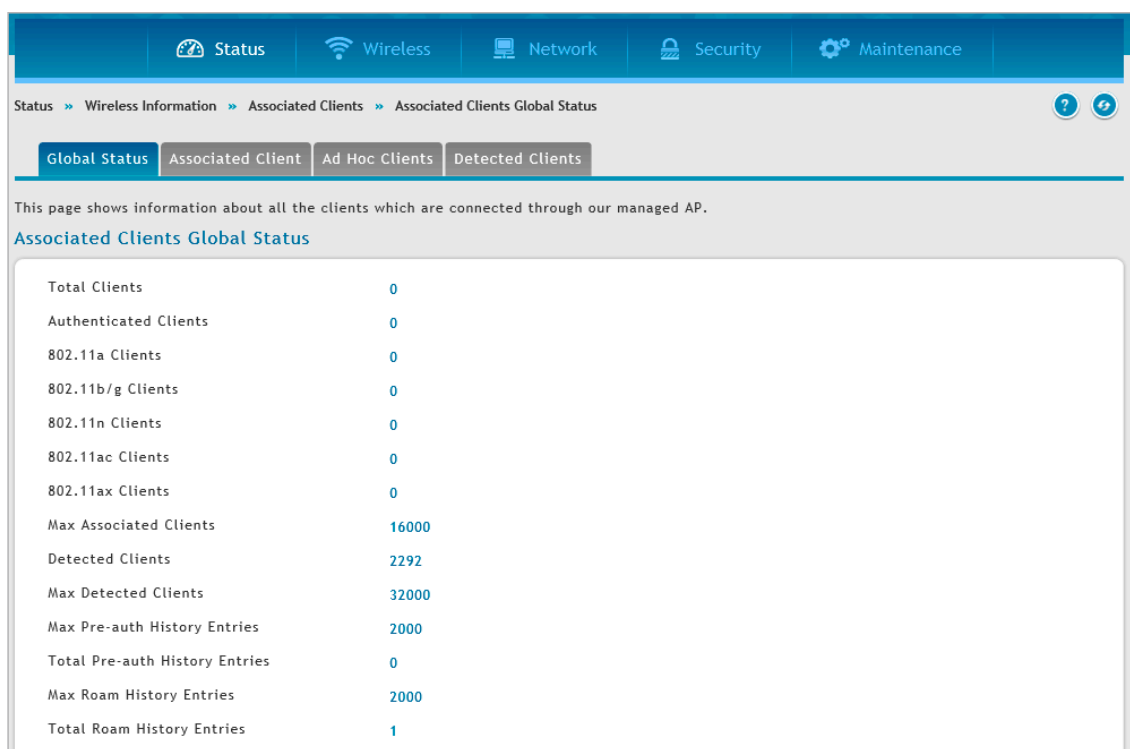 Status Wireless Network Security Maintenance
Status » Wireless Information » Associated Clients » Associated Clients Global Status ?
Global Status Associated Client Ad Hoc Clients Detected Clients
This page shows information about all the clients which are connected through our managed AP.
Associated Clients Global Status
Total Clients 0
Authenticated Clients 0
802.11a Clients 0
802.11b/g Clients 0
802.11n Clients 0
802.11ac Clients 0
802.11ax Clients 0
Max Associated Clients 16000
Detected Clients 2292
Max Detected Clients 32000
Max Pre-auth History Entries 2000
Total Pre-auth History Entries 0
Max Roam History Entries 2000
Total Roam History Entries 1